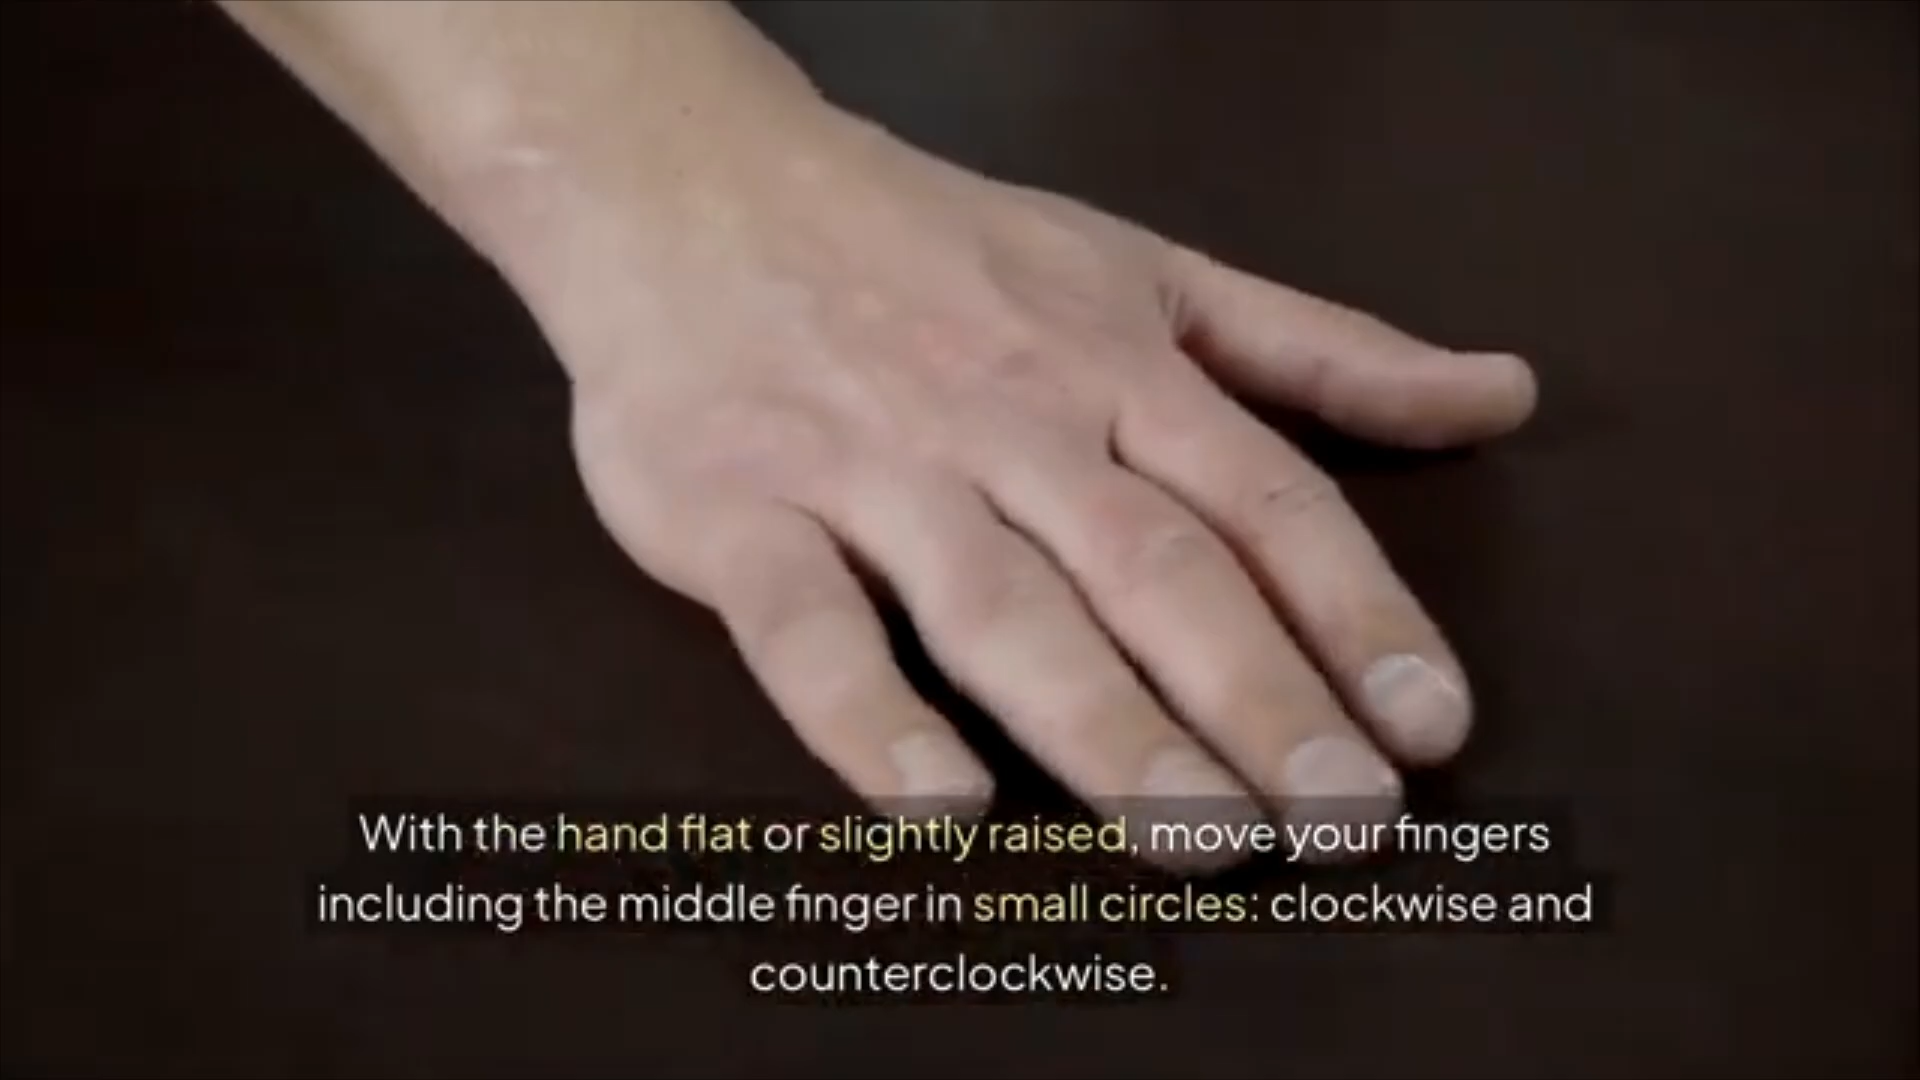 With the hand flat or slightly raised, move your fingers
including the middle finger in small circles: clockwise and
counterclockwise.